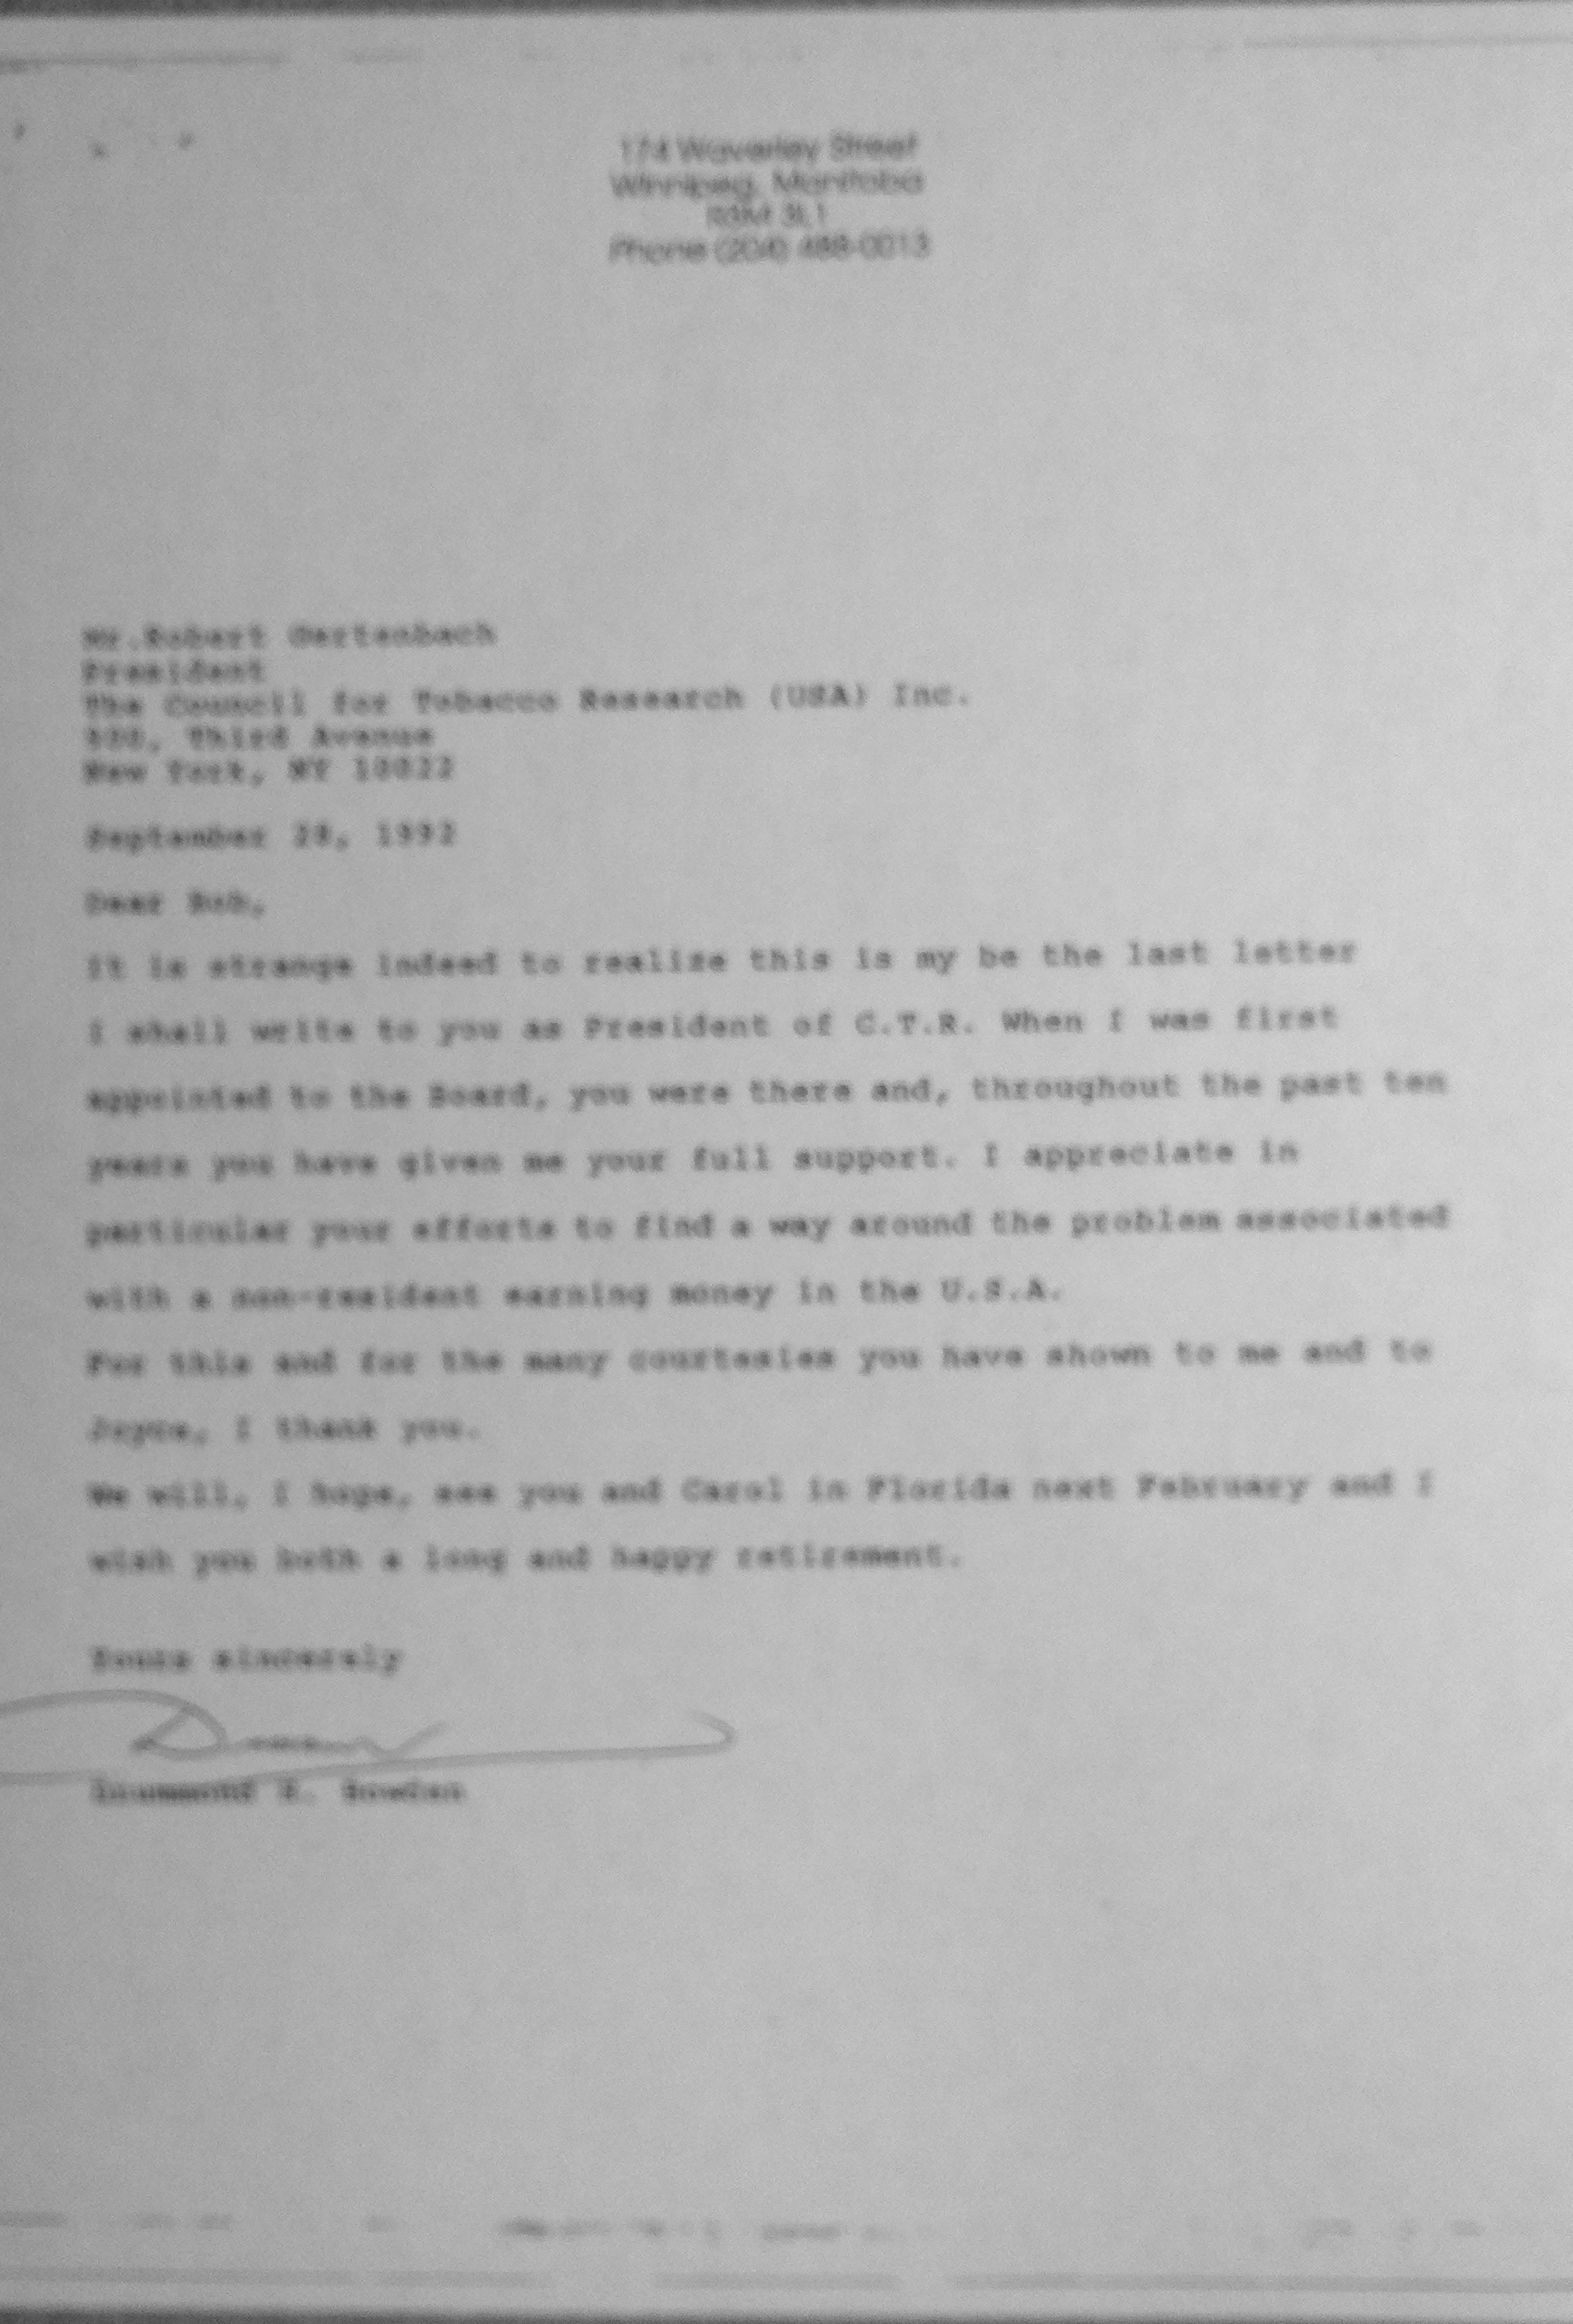 174 Waverley Street
Winnipeg, Manitoba
R3M 3L1
Phone (204) 488-0013
Mr.Robert Gertenbach
President
The Council for Tobacco Research (USA) Inc.
900, Third Avenue
New York, NY 10022
September 28, 1992
Dear Bob,
It is strange indeed to realize this is my be the last letter
I shall write to you as President of C.T.R. When I was first
appointed to the Board, you were there and, throughout the past ten
years you have given me your full support. I appreciate in
particular your efforts to find a way around the problem associated
with a non-resident earning money in the U.S.A.
For this and for the many courtesies you have shown to me and to
Joyce, I thank you.
We will, I hope, see you and Carol in Florida next February and I
wish you both a long and happy retirement.
Yours sincerely
Drummond H. Bowden